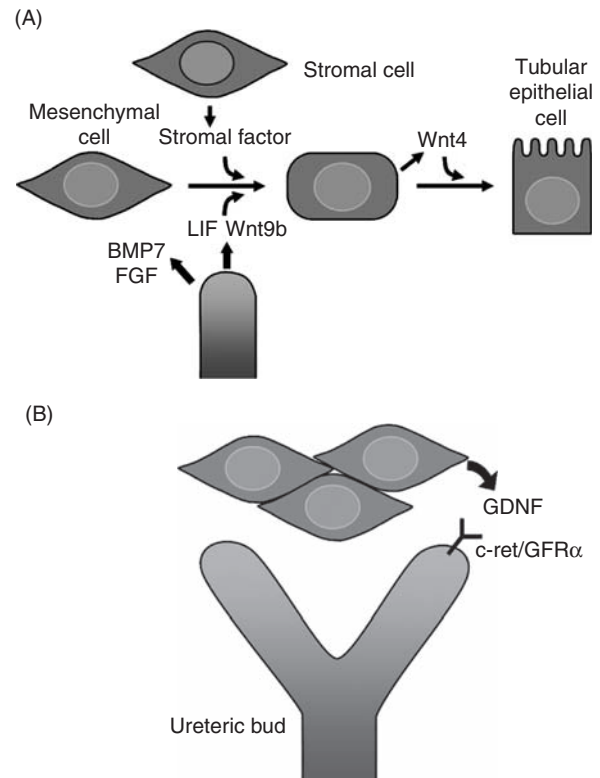 (A)
Stromal cell
Tubular
epithelial
cell
Mesenchymal
cell
Stromal factor
Wnt4
LIF Wnt9b
BMP7
FGF
(B)
GDNF
c-ret/GFRα
Ureteric bud